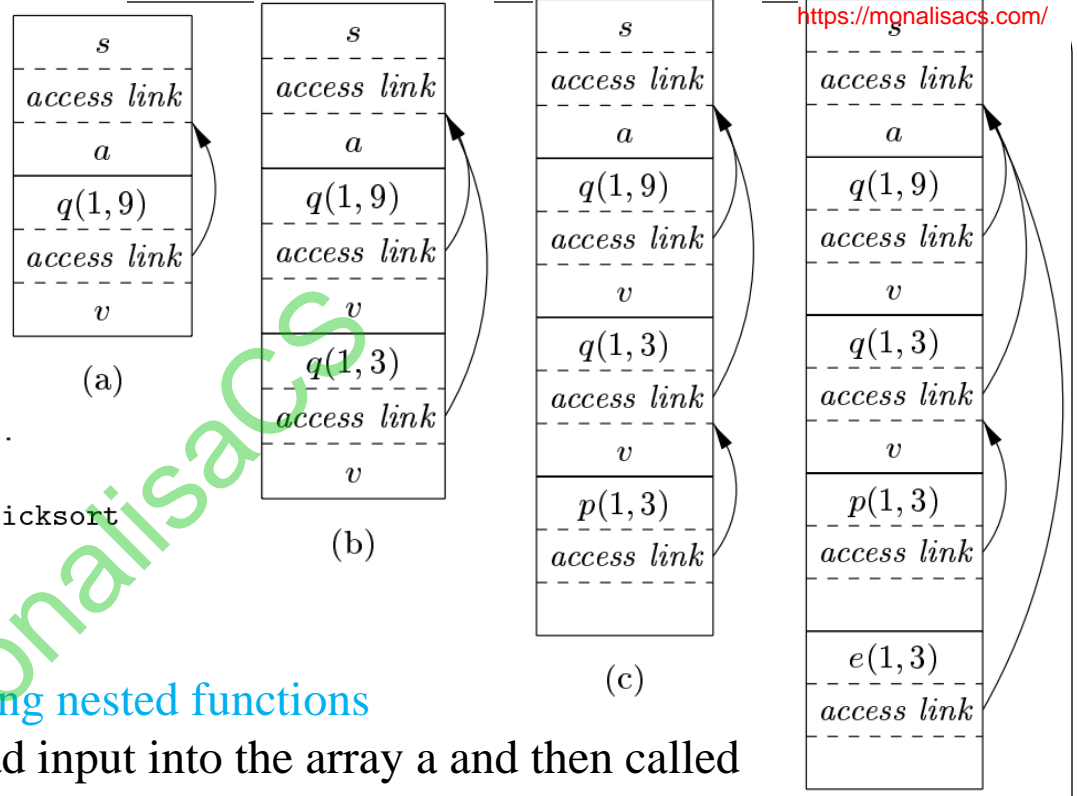 https://monalisacs.com/
s
access link
a
q(1, 9)
access link
v
(a)
s
access link
a
q(1, 9)
access link
v
q(1, 3)
access link
v
(b)
s
access link
a
q(1, 9)
access link
v
q(1, 3)
access link
v
p(1, 3)
access link
(c)
s
access link
a
q(1, 9)
access link
v
q(1, 3)
access link
v
p(1, 3)
access link
e(1, 3)
access link
.
icksort
onalisaCS
ng nested functions
ad input into the array a and then called